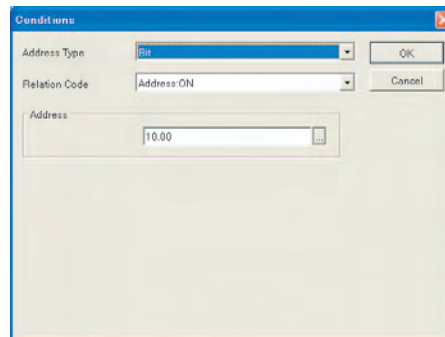 Conditions
Address Type
Bit
OK
Relation Code
Address:ON
Cancel
Address
10.00
...